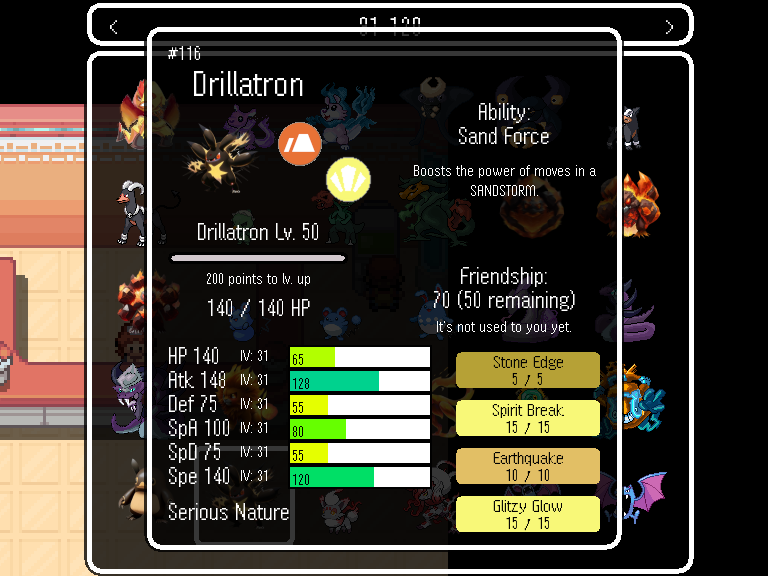 01-120
#116
Drillatron
Ability:
Sand Force
Boosts the power of moves in a
SANDSTORM.
Drillatron Lv. 50
200 points to lv. up
140 / 140 HP
Friendship:
70 (50 remaining)
It's not used to you yet.
HP 140 IV: 31 65
Atk 148 IV: 31 128
Def 75 IV: 31 55
SpA 100 IV: 31 80
SpD 75 IV: 31 55
Spe 140 IV: 31 120
Serious Nature
Stone Edge
5 / 5
Spirit Break
15 / 15
Earthquake
10 / 10
Glitzy Glow
15 / 15